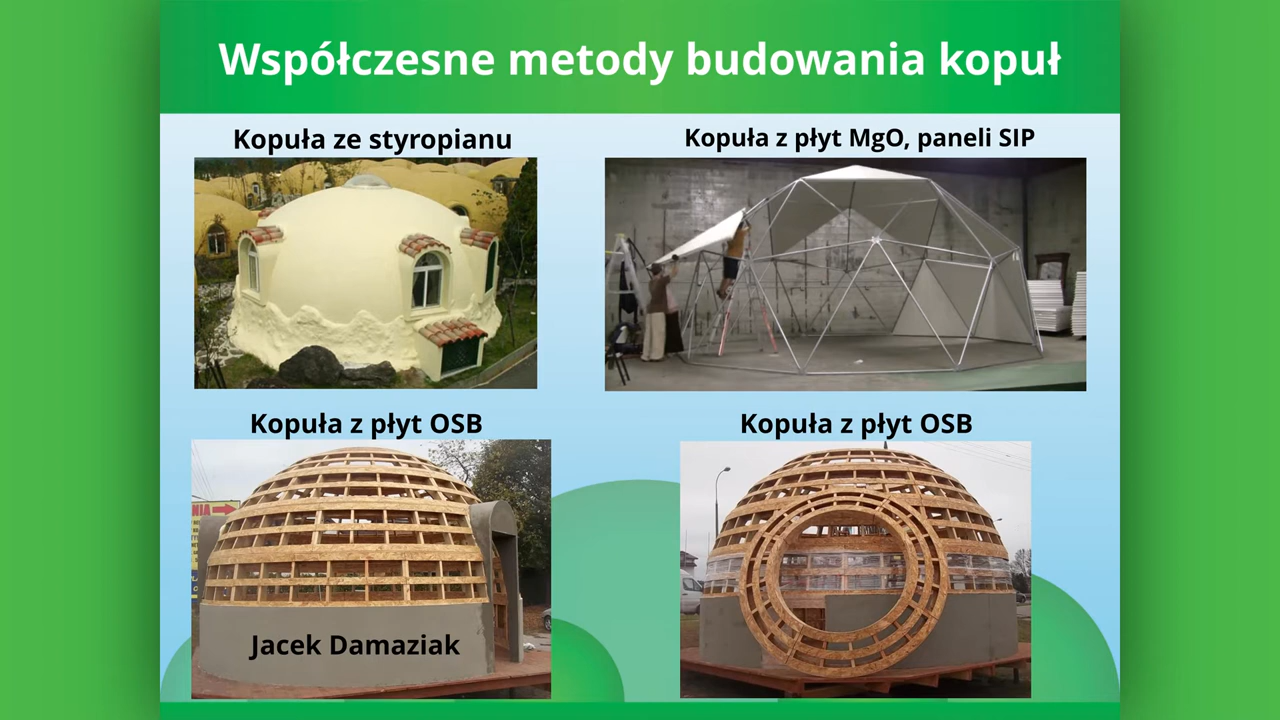 Współczesne metody budowania kopuł
Kopuła ze styropianu
Kopuła z płyt MgO, paneli SIP
Kopuła z płyt OSB
Kopuła z płyt OSB
NIA
Jacek Damaziak